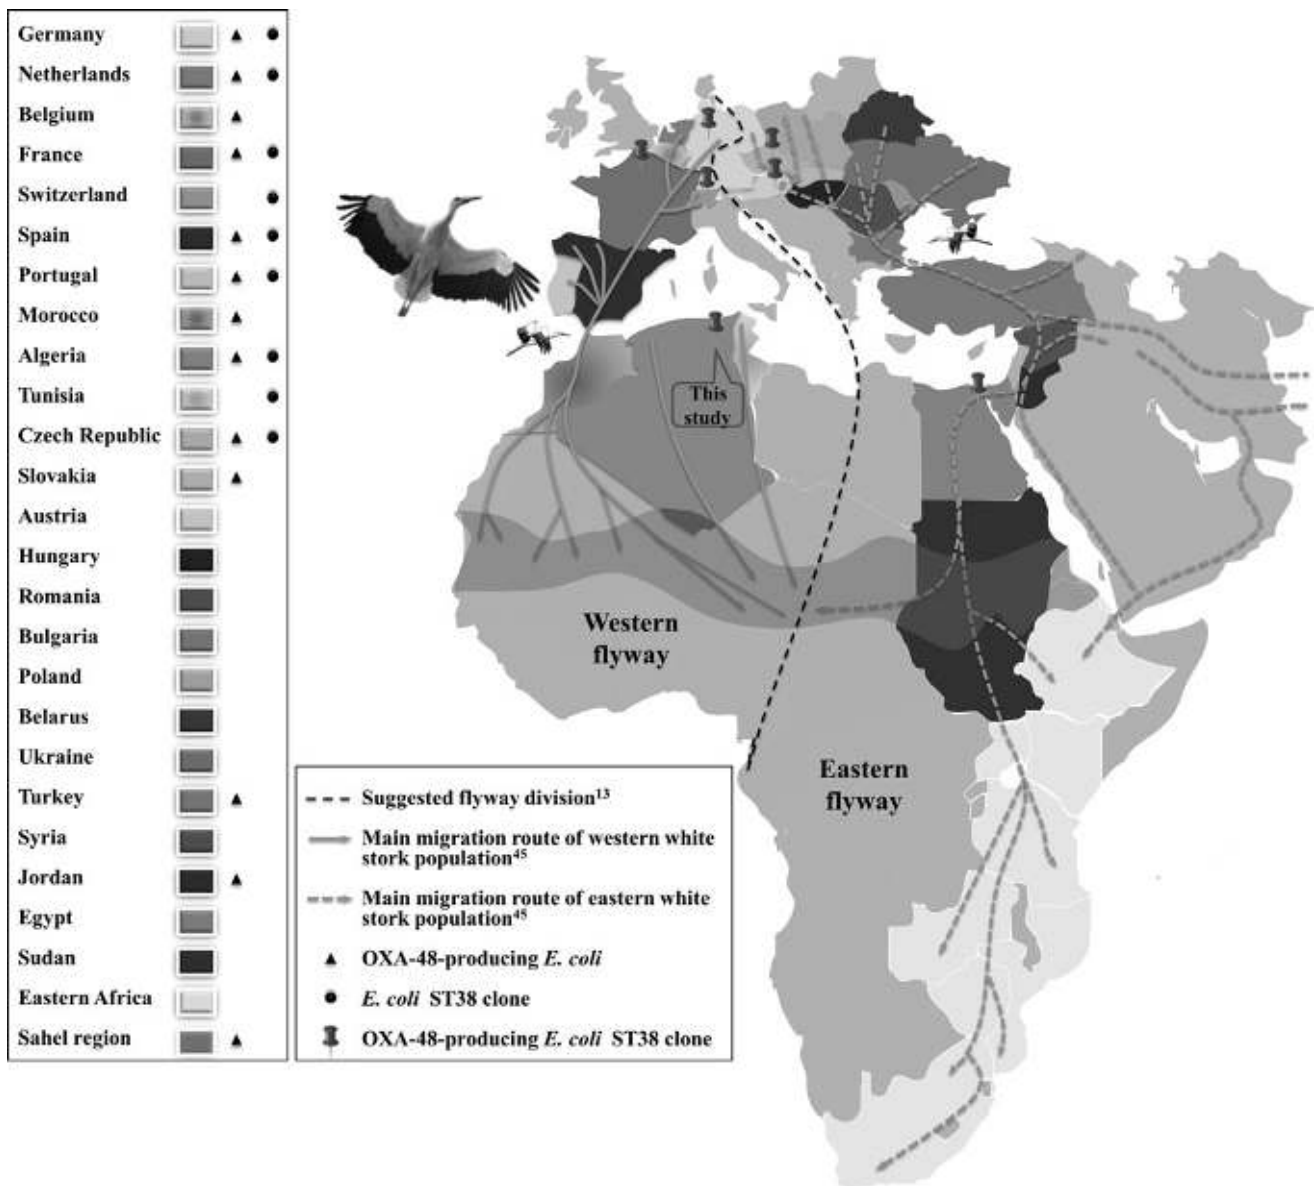 Germany
Netherlands
Belgium
France
Switzerland
Spain
Portugal
Morocco
Algeria
Tunisia
Czech Republic
Slovakia
Austria
Hungary
Romania
Bulgaria
Poland
Belarus
Ukraine
Turkey
Syria
Jordan
Egypt
Sudan
Eastern Africa
Sahel region
This
study
Western
flyway
Eastern
flyway
Suggested flyway division¹³
Main migration route of western white
stork population⁴⁵
Main migration route of eastern white
stork population⁴⁵
OXA-48-producing E. coli
E. coli ST38 clone
OXA-48-producing E. coli ST38 clone